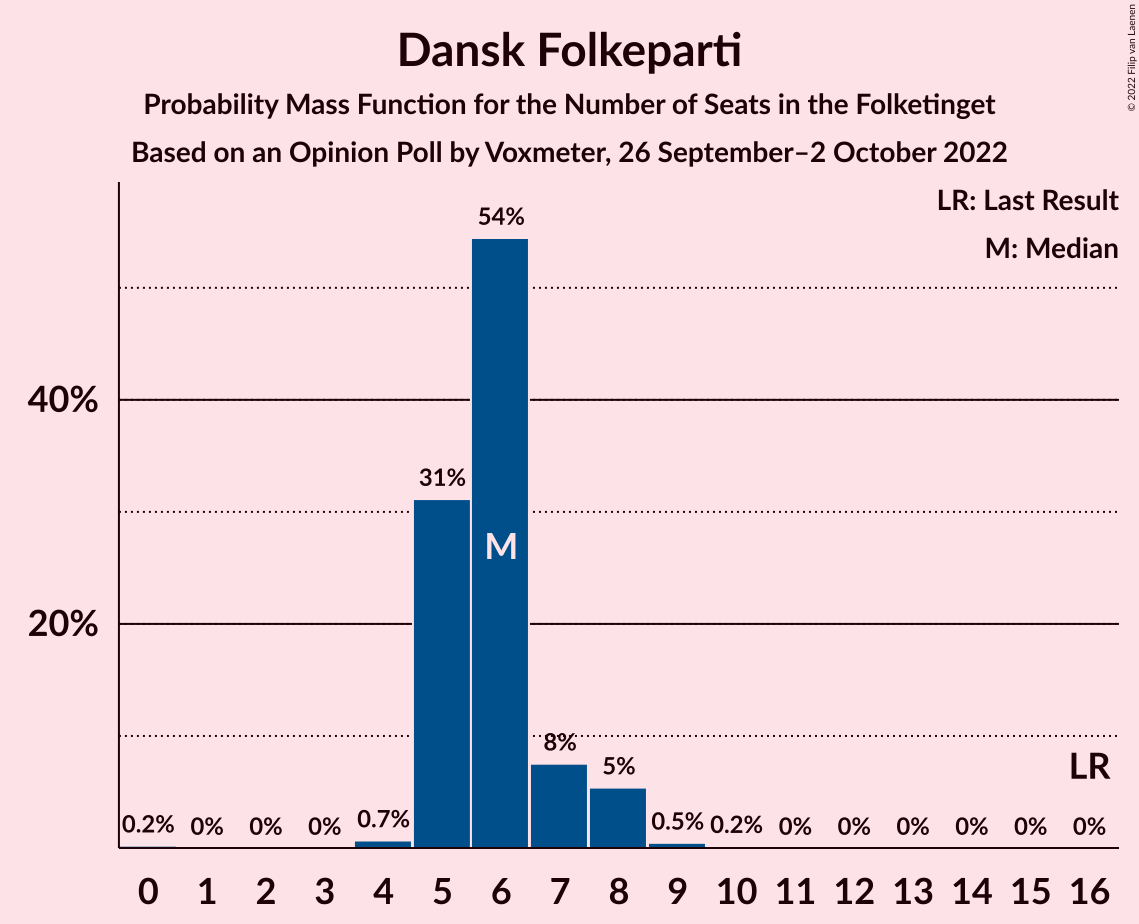 Dansk Folkeparti
Probability Mass Function for the Number of Seats in the Folketinget
Based on an Opinion Poll by Voxmeter, 26 September–2 October 2022
© 2022 Filip van Laenen
LR: Last Result
M: Median
54%
40%
31%
M
20%
8%
5%
LR
0.2% 0% 0% 0% 0.7% 0.5% 0.2% 0% 0% 0% 0% 0% 0%
0 1 2 3 4 5 6 7 8 9 10 11 12 13 14 15 16